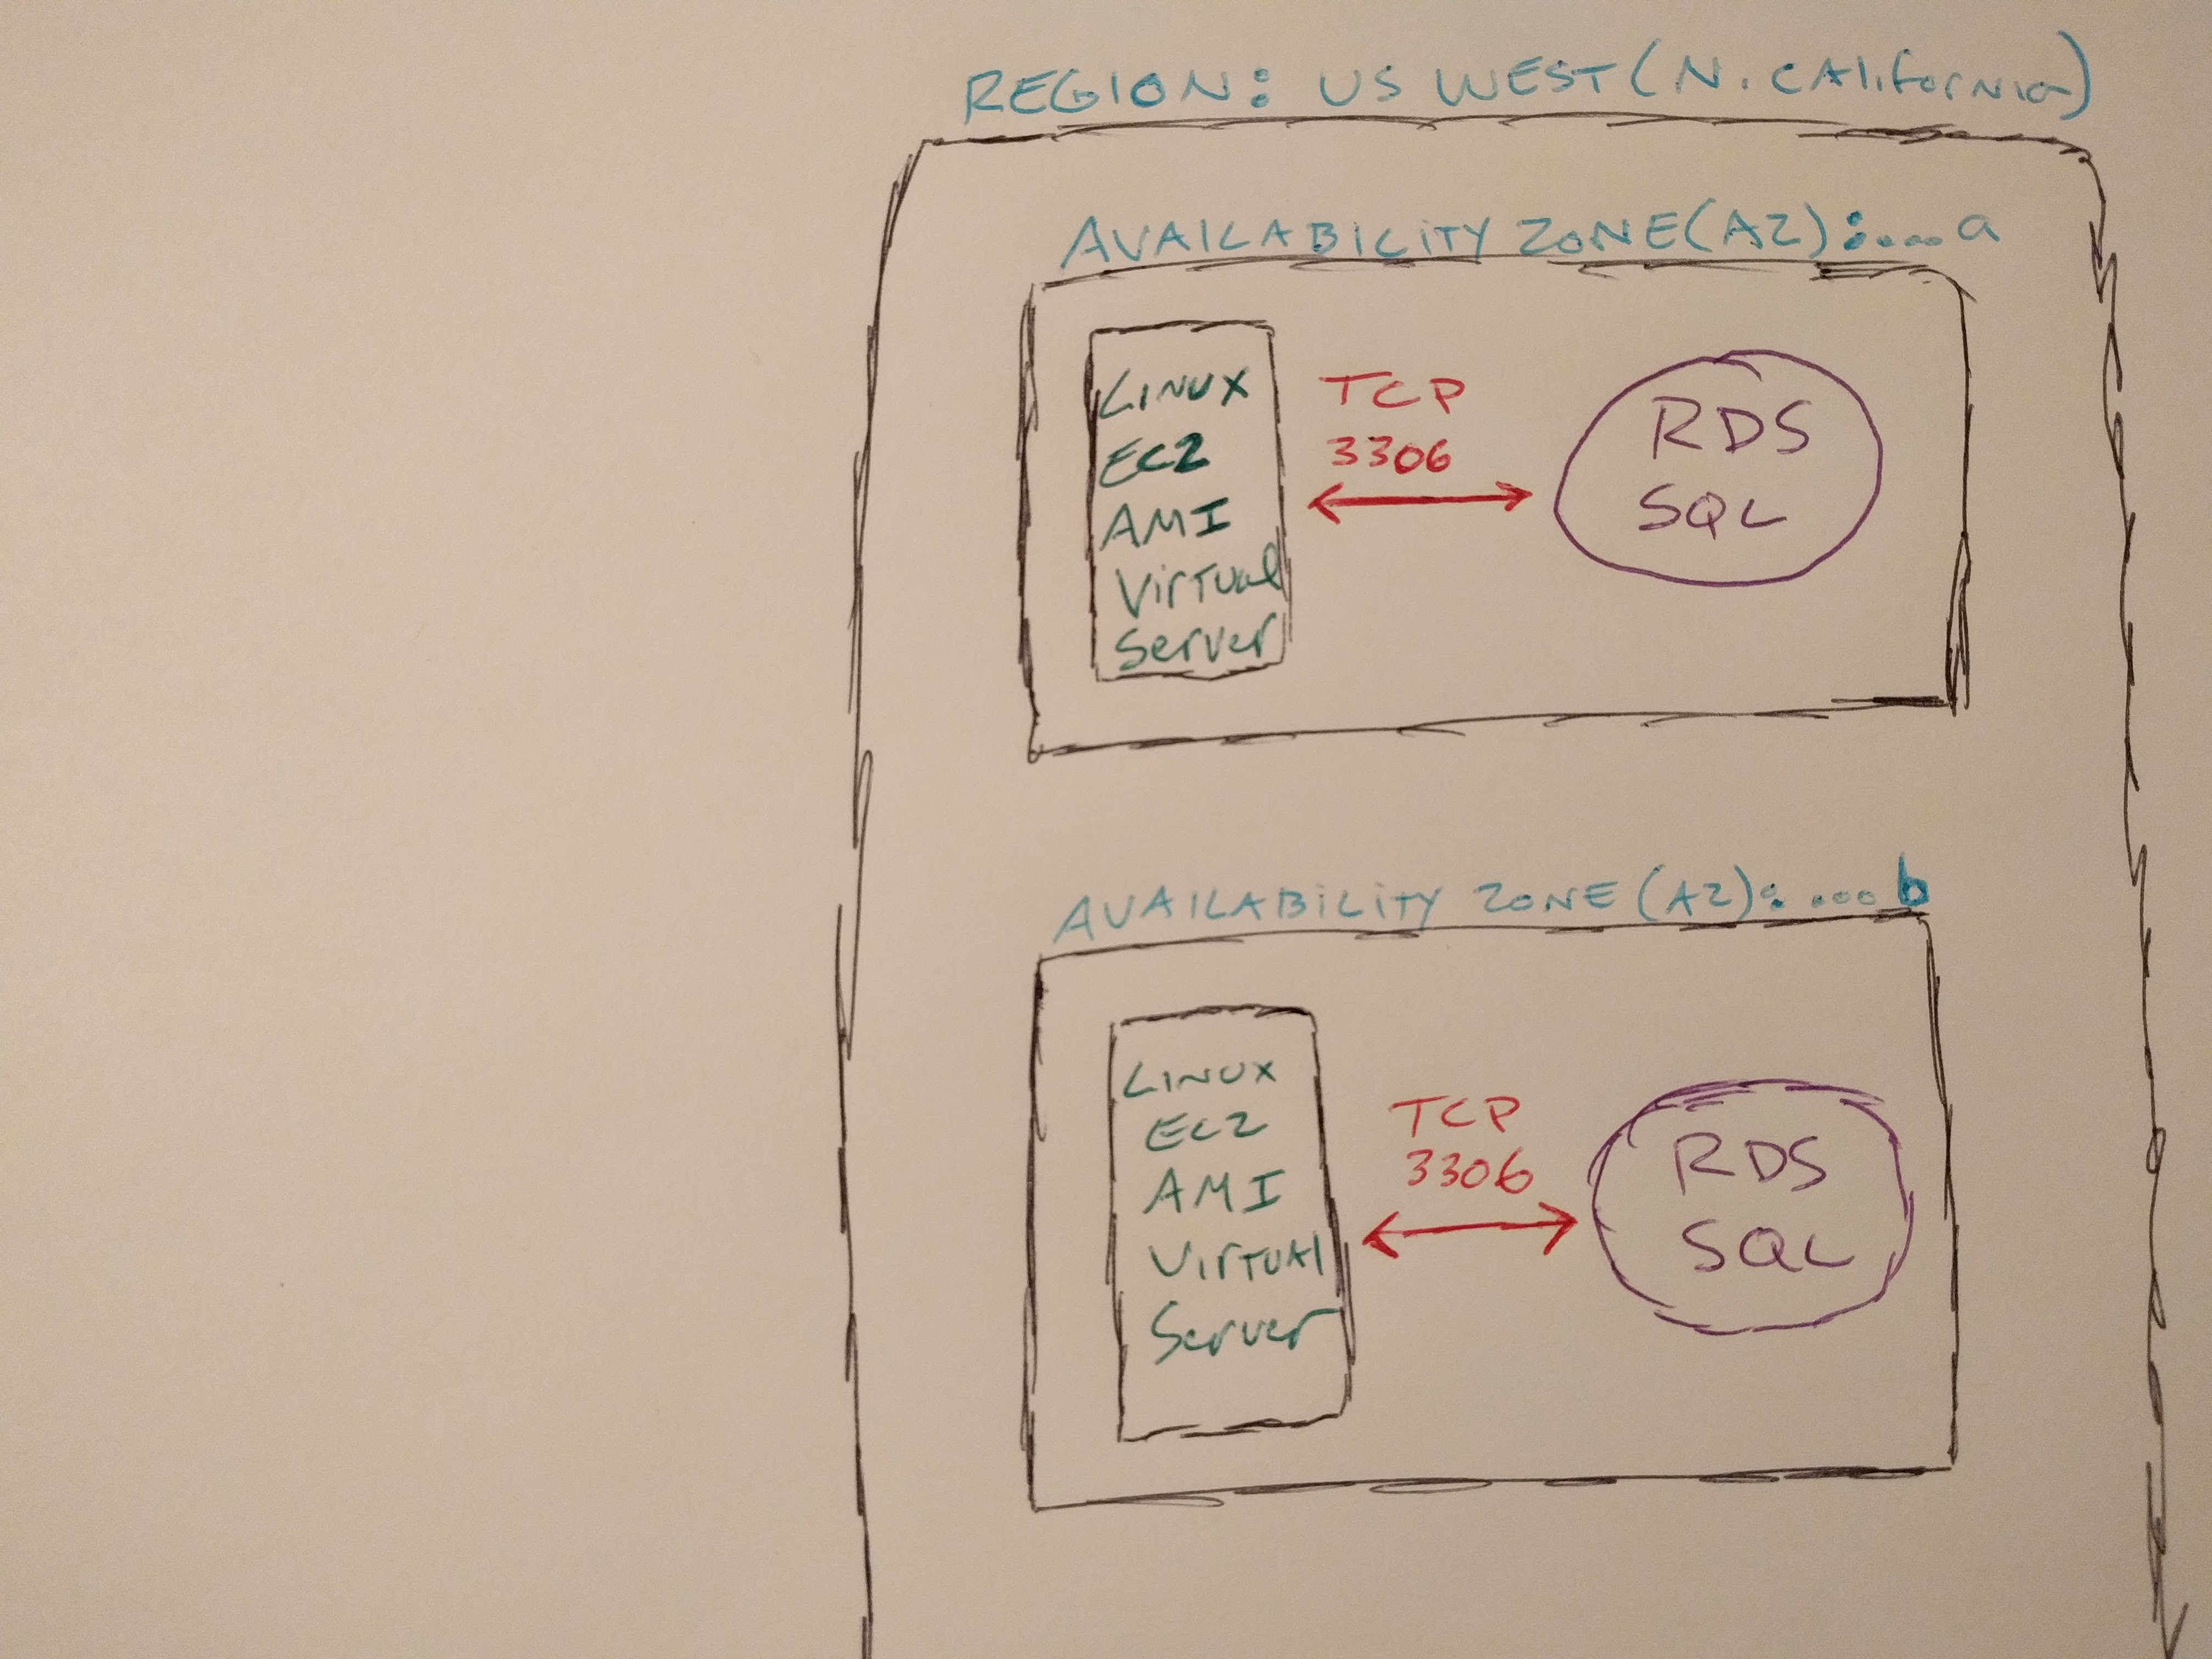 REGION: US WEST (N. CAlifornia)
AVAILABILITY ZONE (AZ):....a
LINUX
EC2
AMI
Virtual
Server
TCP
3306
RDS
SQL
AVAILABILITY ZONE (AZ): ....b
LINUX
EC2
AMI
VirTUAl
Server
TCP
3306
RDS
SQL